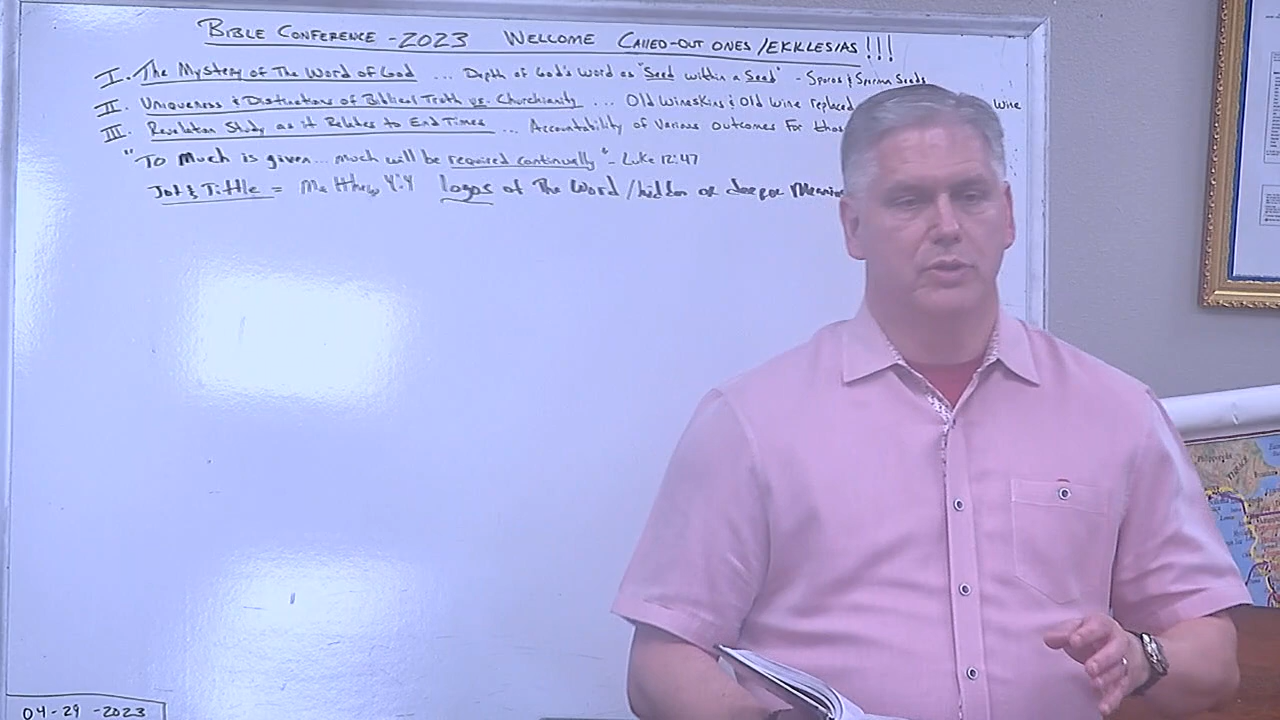 BIBLE CONFERENCE - 2023 WELCOME CALLED-OUT ONES/EKKLESIAS!!!
I. The Mystery of The Word of God ... Depth of God's Word as "Seed within a Seed" - Sporos & Sperma Seeds
II. Uniqueness & Distinctions of Biblical Truth vs. Churchianity ... Old Wineskins & Old Wine replaced Wine
III. Revelation Study as it Relates to End Times ... Accountability of Various Outcomes For
"To Much is given... much will be required continually" - Luke 12:47
Jot & Tittle = Matthew 4:4 logos of The Word/hidden or deeper
04-29-2023